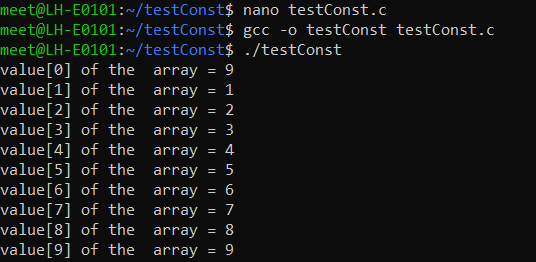 meet@LH-E0101:~/testConst$ nano testConst.c
meet@LH-E0101:~/testConst$ gcc -o testConst testConst.c
meet@LH-E0101:~/testConst$ ./testConst
value[0] of the  array = 9
value[1] of the  array = 1
value[2] of the  array = 2
value[3] of the  array = 3
value[4] of the  array = 4
value[5] of the  array = 5
value[6] of the  array = 6
value[7] of the  array = 7
value[8] of the  array = 8
value[9] of the  array = 9